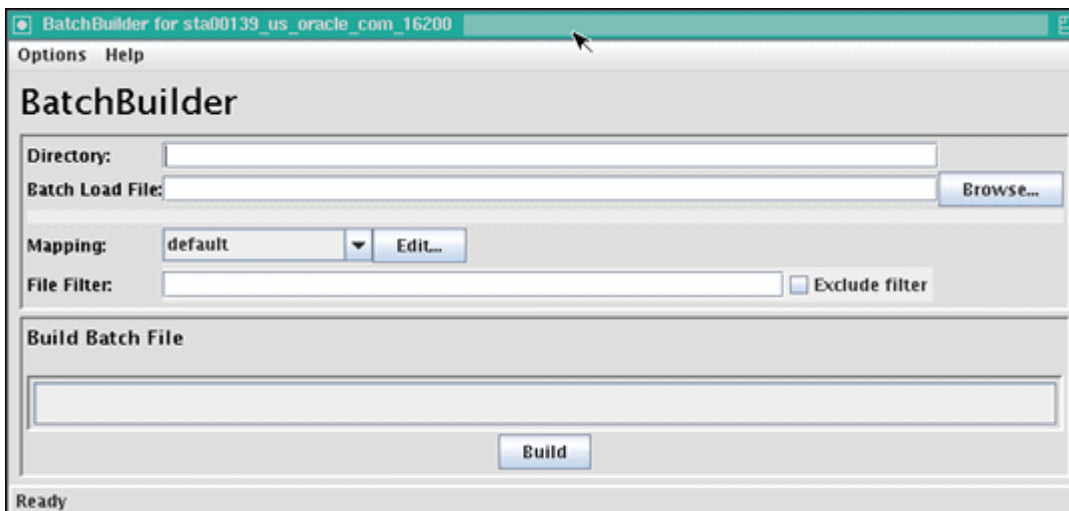 BatchBuilder for sta00139_us_oracle_com_16200
Options Help
BatchBuilder
Directory:
Batch Load File: Browse...
Mapping: default Edit...
File Filter: Exclude filter
Build Batch File
Build
Ready